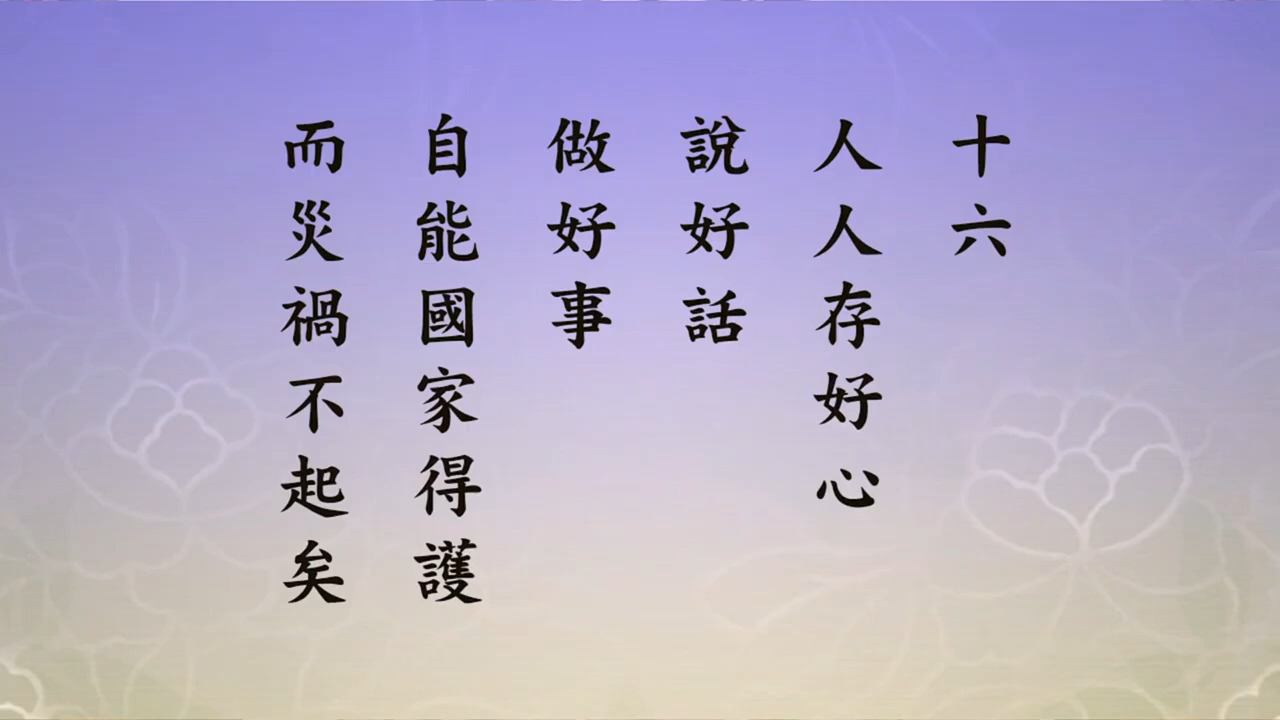 十六
人人存好心
說好話
做好事
自能國家得護
而災禍不起矣